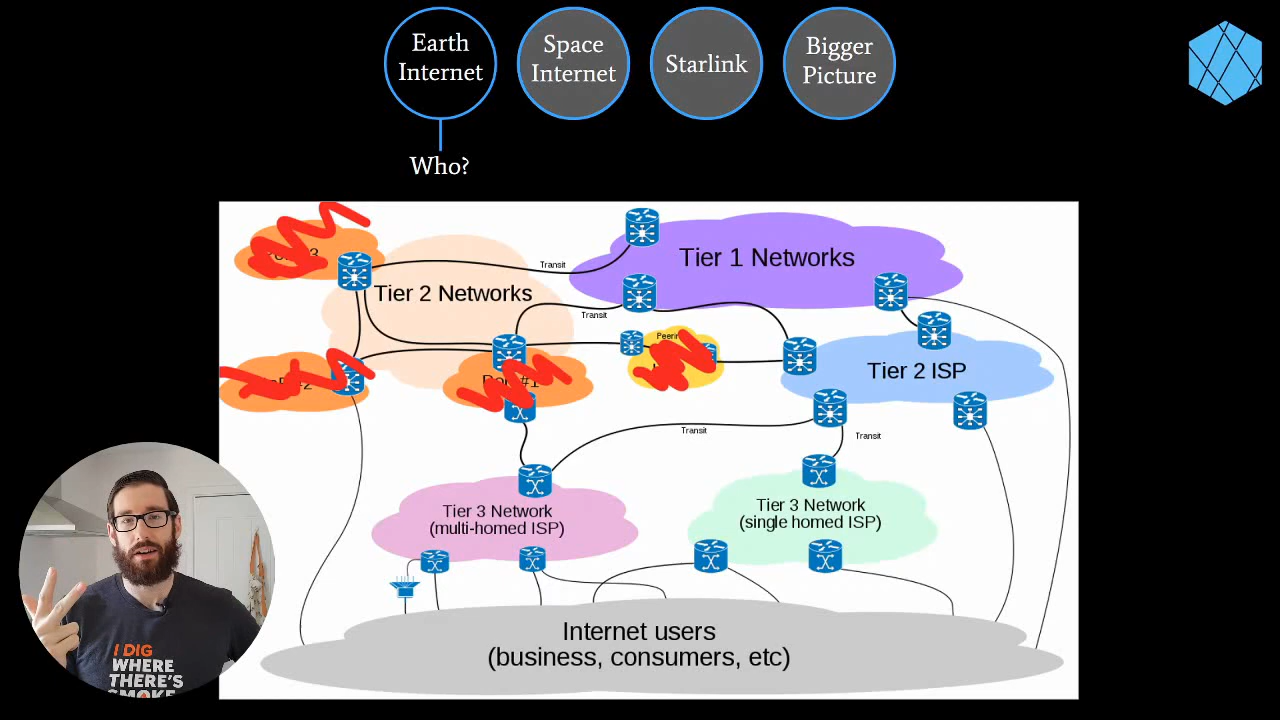 Earth
Internet
Space
Internet
Starlink
Bigger
Picture
Who?
Transit
Tier 1 Networks
Tier 2 Networks
Transit
Tier 2 ISP
Transit
Transit
Tier 3 Network
(multi-homed ISP)
Tier 3 Network
(single homed ISP)
Internet users
(business, consumers, etc)
I DIG
WHERE
THERE'S
SMOKE